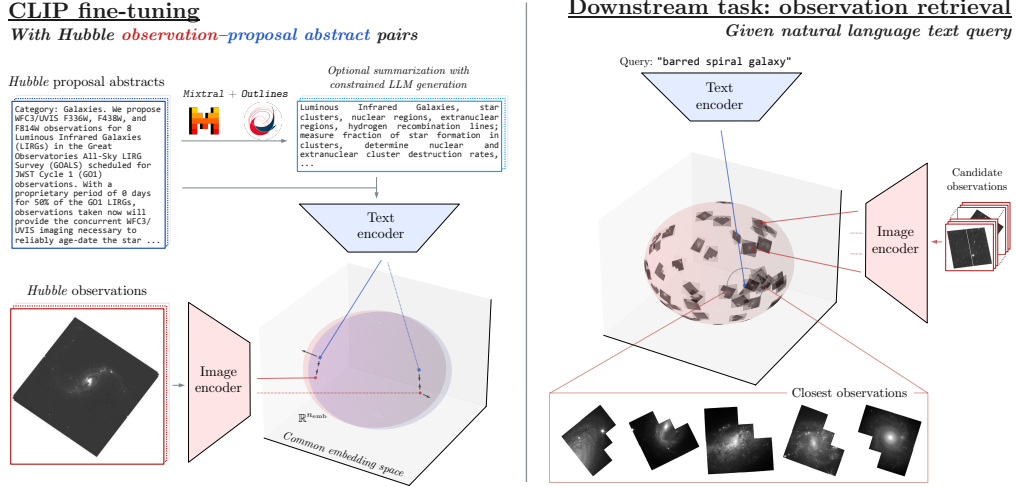 CLIP fine-tuning
With Hubble observation–proposal abstract pairs
Hubble proposal abstracts
Category: Galaxies. We propose
WFC3/UVIS F336W, F438W, and
F814W observations for 8
Luminous Infrared Galaxies
(LIRGs) in the Great
Observatories All-Sky LIRG
Survey (GOALS) scheduled for
JWST Cycle 1 (GO1)
observations. With a
proprietary period of 0 days
for 50% of the GO1 LIRGs,
observations taken now will
provide the concurrent WFC3/
UVIS imaging necessary to
reliably age-date the star ...
Mixtral + Outlines
Optional summarization with
constrained LLM generation
Luminous Infrared Galaxies, star
clusters, nuclear regions, extranuclear
regions, hydrogen recombination lines;
measure fraction of star formation in
clusters, determine nuclear and
extranuclear cluster destruction rates,
...
Text
encoder
Hubble observations
Image
encoder
ℝⁿᵉᵐᵇ
Common embedding space
Downstream task: observation retrieval
Given natural language text query
Query: "barred spiral galaxy"
Text
encoder
Image
encoder
Candidate
observations
Closest observations